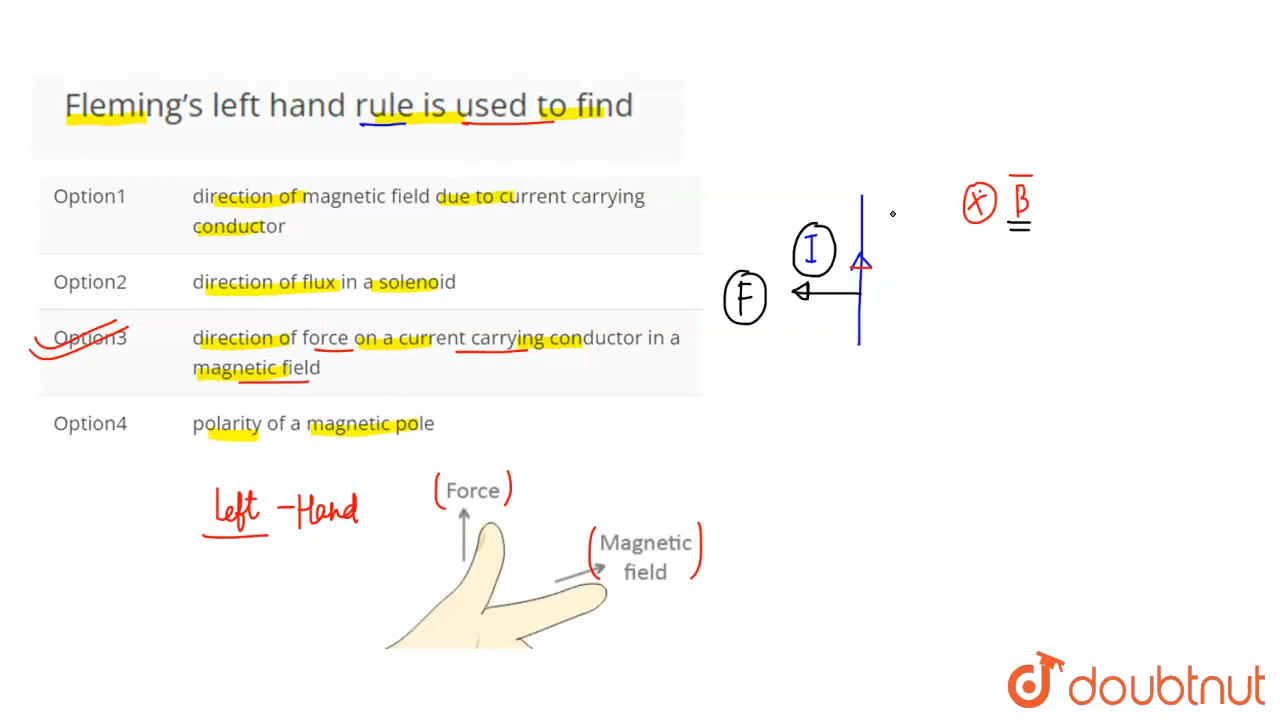 Fleming's left hand rule is used to find
Option1
direction of magnetic field due to current carrying
conductor
Option2
direction of flux in a solenoid
Option3
direction of force on a current carrying conductor in a
magnetic field
Option4
polarity of a magnetic pole
Left - Hand
(Force)
(Magnetic
field)
I
F
B
doubtnut